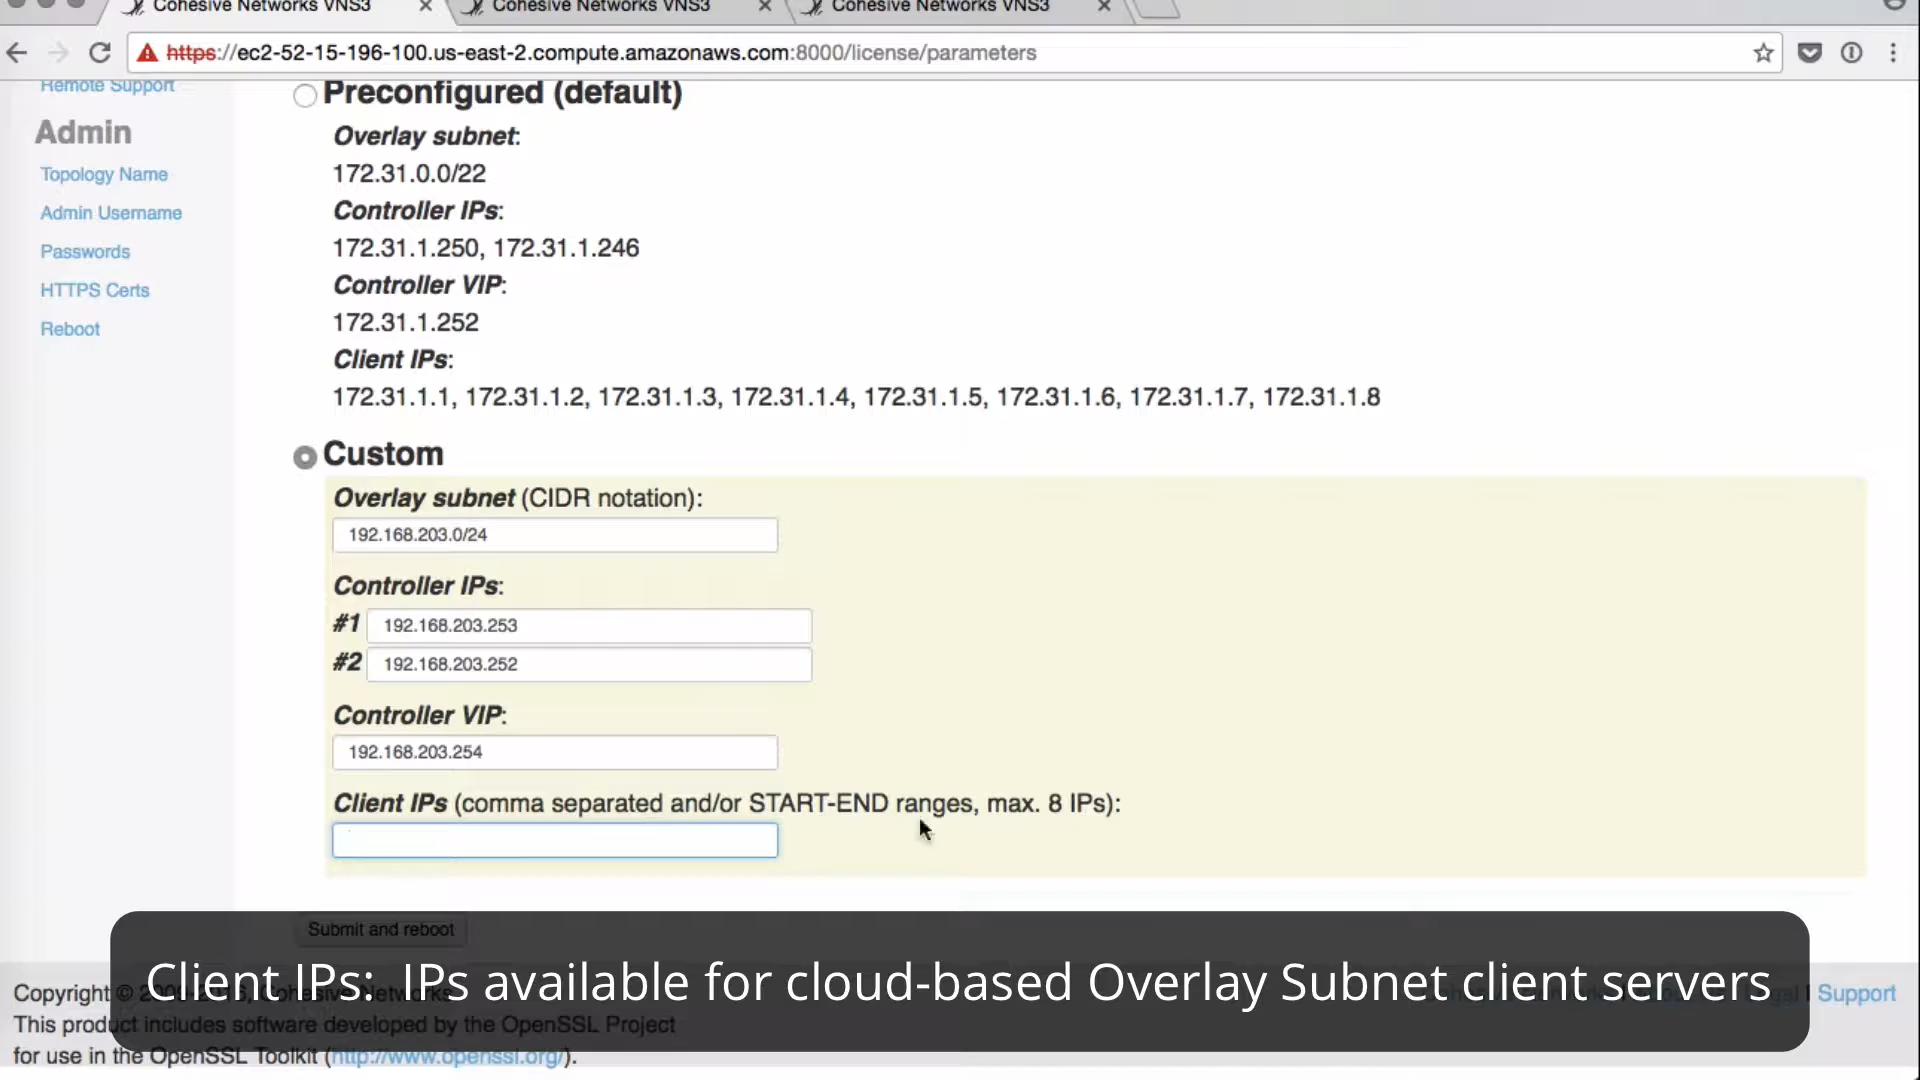 Cohesive Networks VNS3
Cohesive Networks VNS3
Cohesive Networks VNS3
https://ec2-52-15-196-100.us-east-2.compute.amazonaws.com:8000/license/parameters
Remote Support
Admin
Topology Name
Admin Username
Passwords
HTTPS Certs
Reboot
Preconfigured (default)
Overlay subnet:
172.31.0.0/22
Controller IPs:
172.31.1.250, 172.31.1.246
Controller VIP:
172.31.1.252
Client IPs:
172.31.1.1, 172.31.1.2, 172.31.1.3, 172.31.1.4, 172.31.1.5, 172.31.1.6, 172.31.1.7, 172.31.1.8
Custom
Overlay subnet (CIDR notation):
192.168.203.0/24
Controller IPs:
#1 192.168.203.253
#2 192.168.203.252
Controller VIP:
192.168.203.254
Client IPs (comma separated and/or START-END ranges, max. 8 IPs):
Submit and reboot
Client IPs: IPs available for cloud-based Overlay Subnet client servers
Copyright © Cohesive Networks
Support
This product includes software developed by the OpenSSL Project
for use in the OpenSSL Toolkit (http://www.openssl.org/).